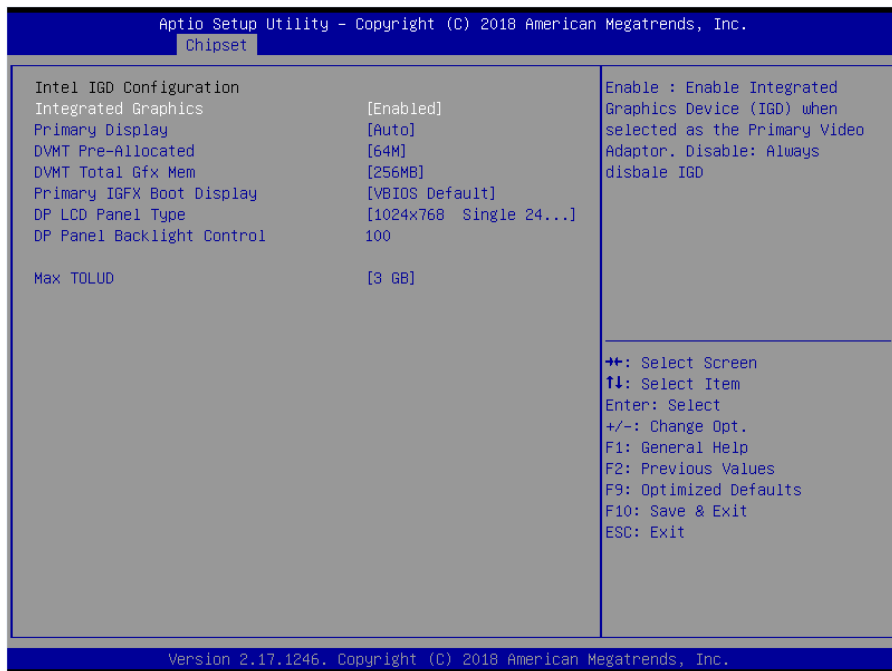 Aptio Setup Utility – Copyright (C) 2018 American Megatrends, Inc.
Chipset
Intel IGD Configuration
Integrated Graphics [Enabled]
Primary Display [Auto]
DVMT Pre-Allocated [64M]
DVMT Total Gfx Mem [256MB]
Primary IGFX Boot Display [VBIOS Default]
DP LCD Panel Type [1024x768 Single 24...]
DP Panel Backlight Control 100
Max TOLUD [3 GB]
Enable : Enable Integrated
Graphics Device (IGD) when
selected as the Primary Video
Adaptor. Disable: Always
disbale IGD
→←: Select Screen
↑↓: Select Item
Enter: Select
+/-: Change Opt.
F1: General Help
F2: Previous Values
F9: Optimized Defaults
F10: Save & Exit
ESC: Exit
Version 2.17.1246. Copyright (C) 2018 American Megatrends, Inc.